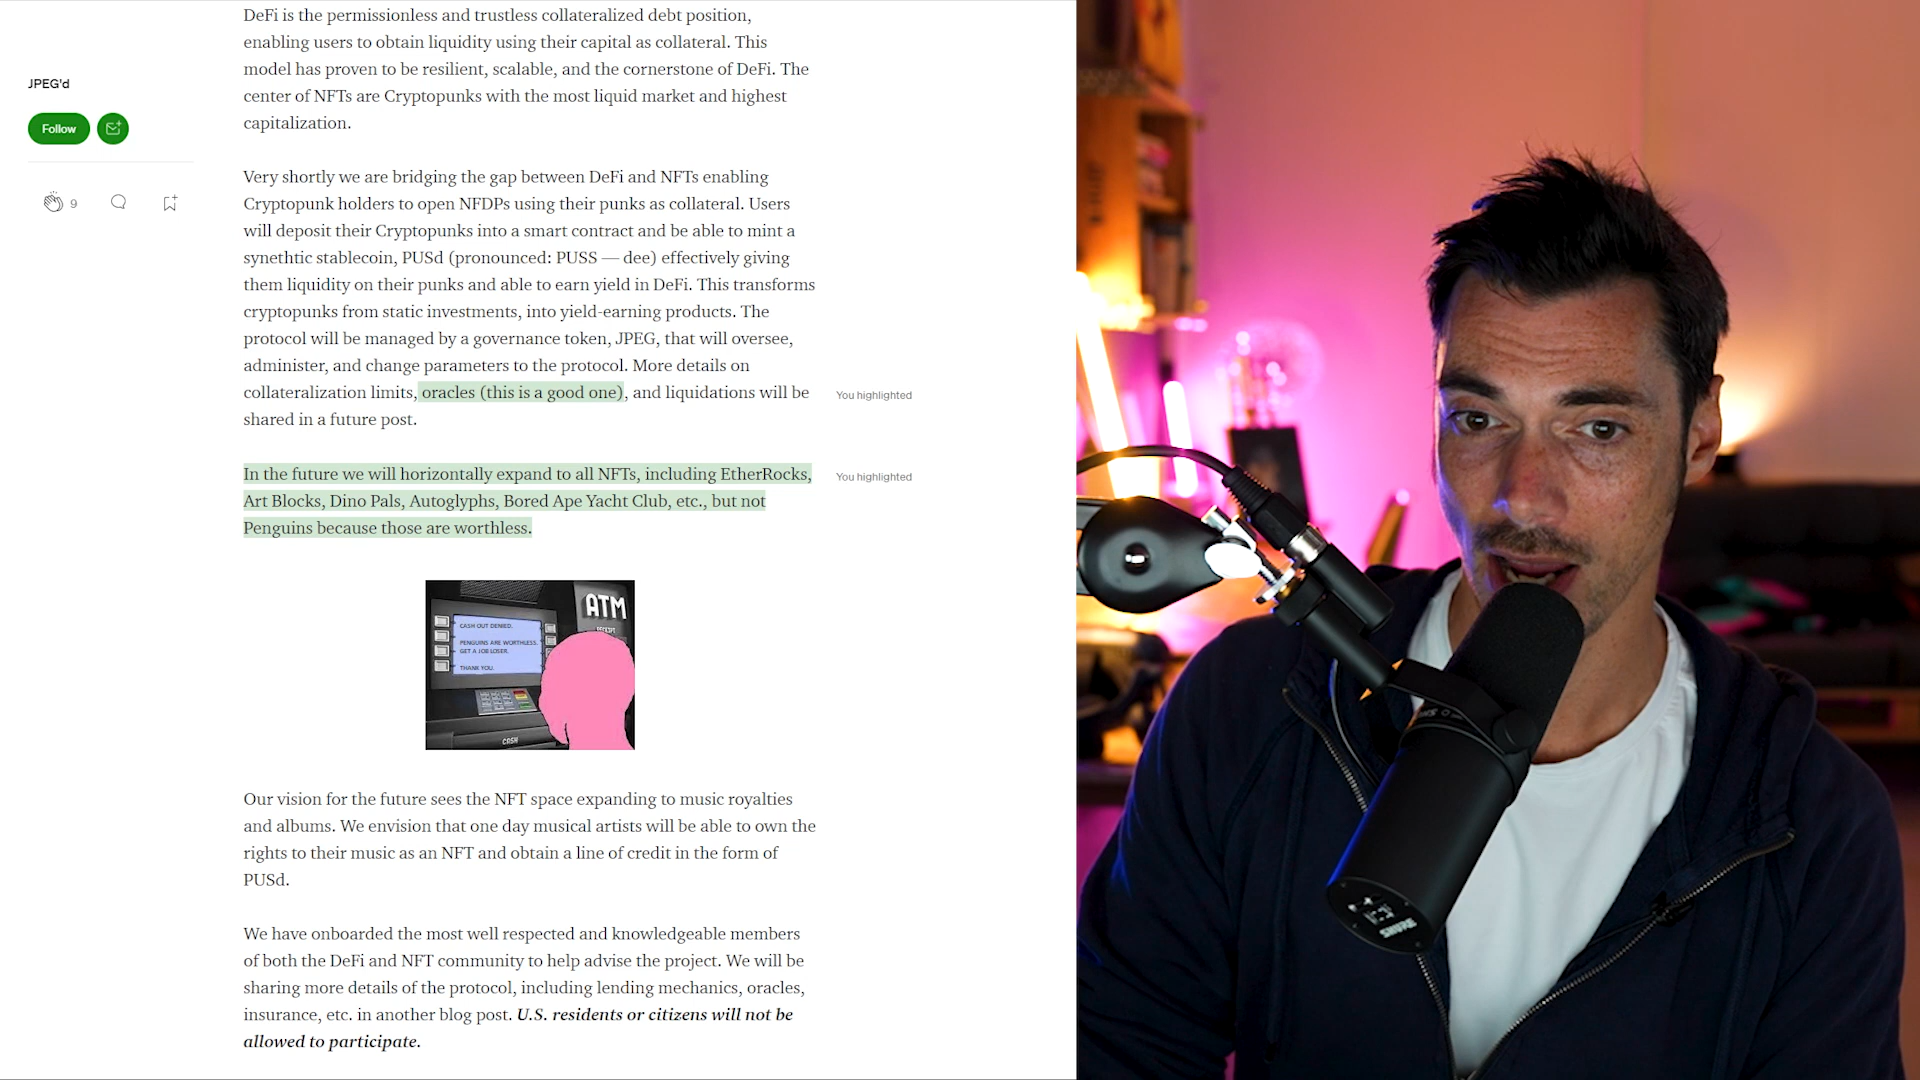 DeFi is the permissionless and trustless collateralized debt position,
enabling users to obtain liquidity using their capital as collateral. This
model has proven to be resilient, scalable, and the cornerstone of DeFi. The
center of NFTs are Cryptopunks with the most liquid market and highest
capitalization.
JPEG'd
Follow
9
Very shortly we are bridging the gap between DeFi and NFTs enabling
Cryptopunk holders to open NFDPs using their punks as collateral. Users
will deposit their Cryptopunks into a smart contract and be able to mint a
synethtic stablecoin, PUSd (pronounced: PUSS — dee) effectively giving
them liquidity on their punks and able to earn yield in DeFi. This transforms
cryptopunks from static investments, into yield-earning products. The
protocol will be managed by a governance token, JPEG, that will oversee,
administer, and change parameters to the protocol. More details on
collateralization limits, oracles (this is a good one), and liquidations will be
shared in a future post.
You highlighted
In the future we will horizontally expand to all NFTs, including EtherRocks,
Art Blocks, Dino Pals, Autoglyphs, Bored Ape Yacht Club, etc., but not
Penguins because those are worthless.
You highlighted
ATM
RECEIPT
CASH OUT DENIED.
PENGUINS ARE WORTHLESS.
GET A JOB LOSER.
THANK YOU.
CASH
Our vision for the future sees the NFT space expanding to music royalties
and albums. We envision that one day musical artists will be able to own the
rights to their music as an NFT and obtain a line of credit in the form of
PUSd.
We have onboarded the most well respected and knowledgeable members
of both the DeFi and NFT community to help advise the project. We will be
sharing more details of the protocol, including lending mechanics, oracles,
insurance, etc. in another blog post. U.S. residents or citizens will not be
allowed to participate.